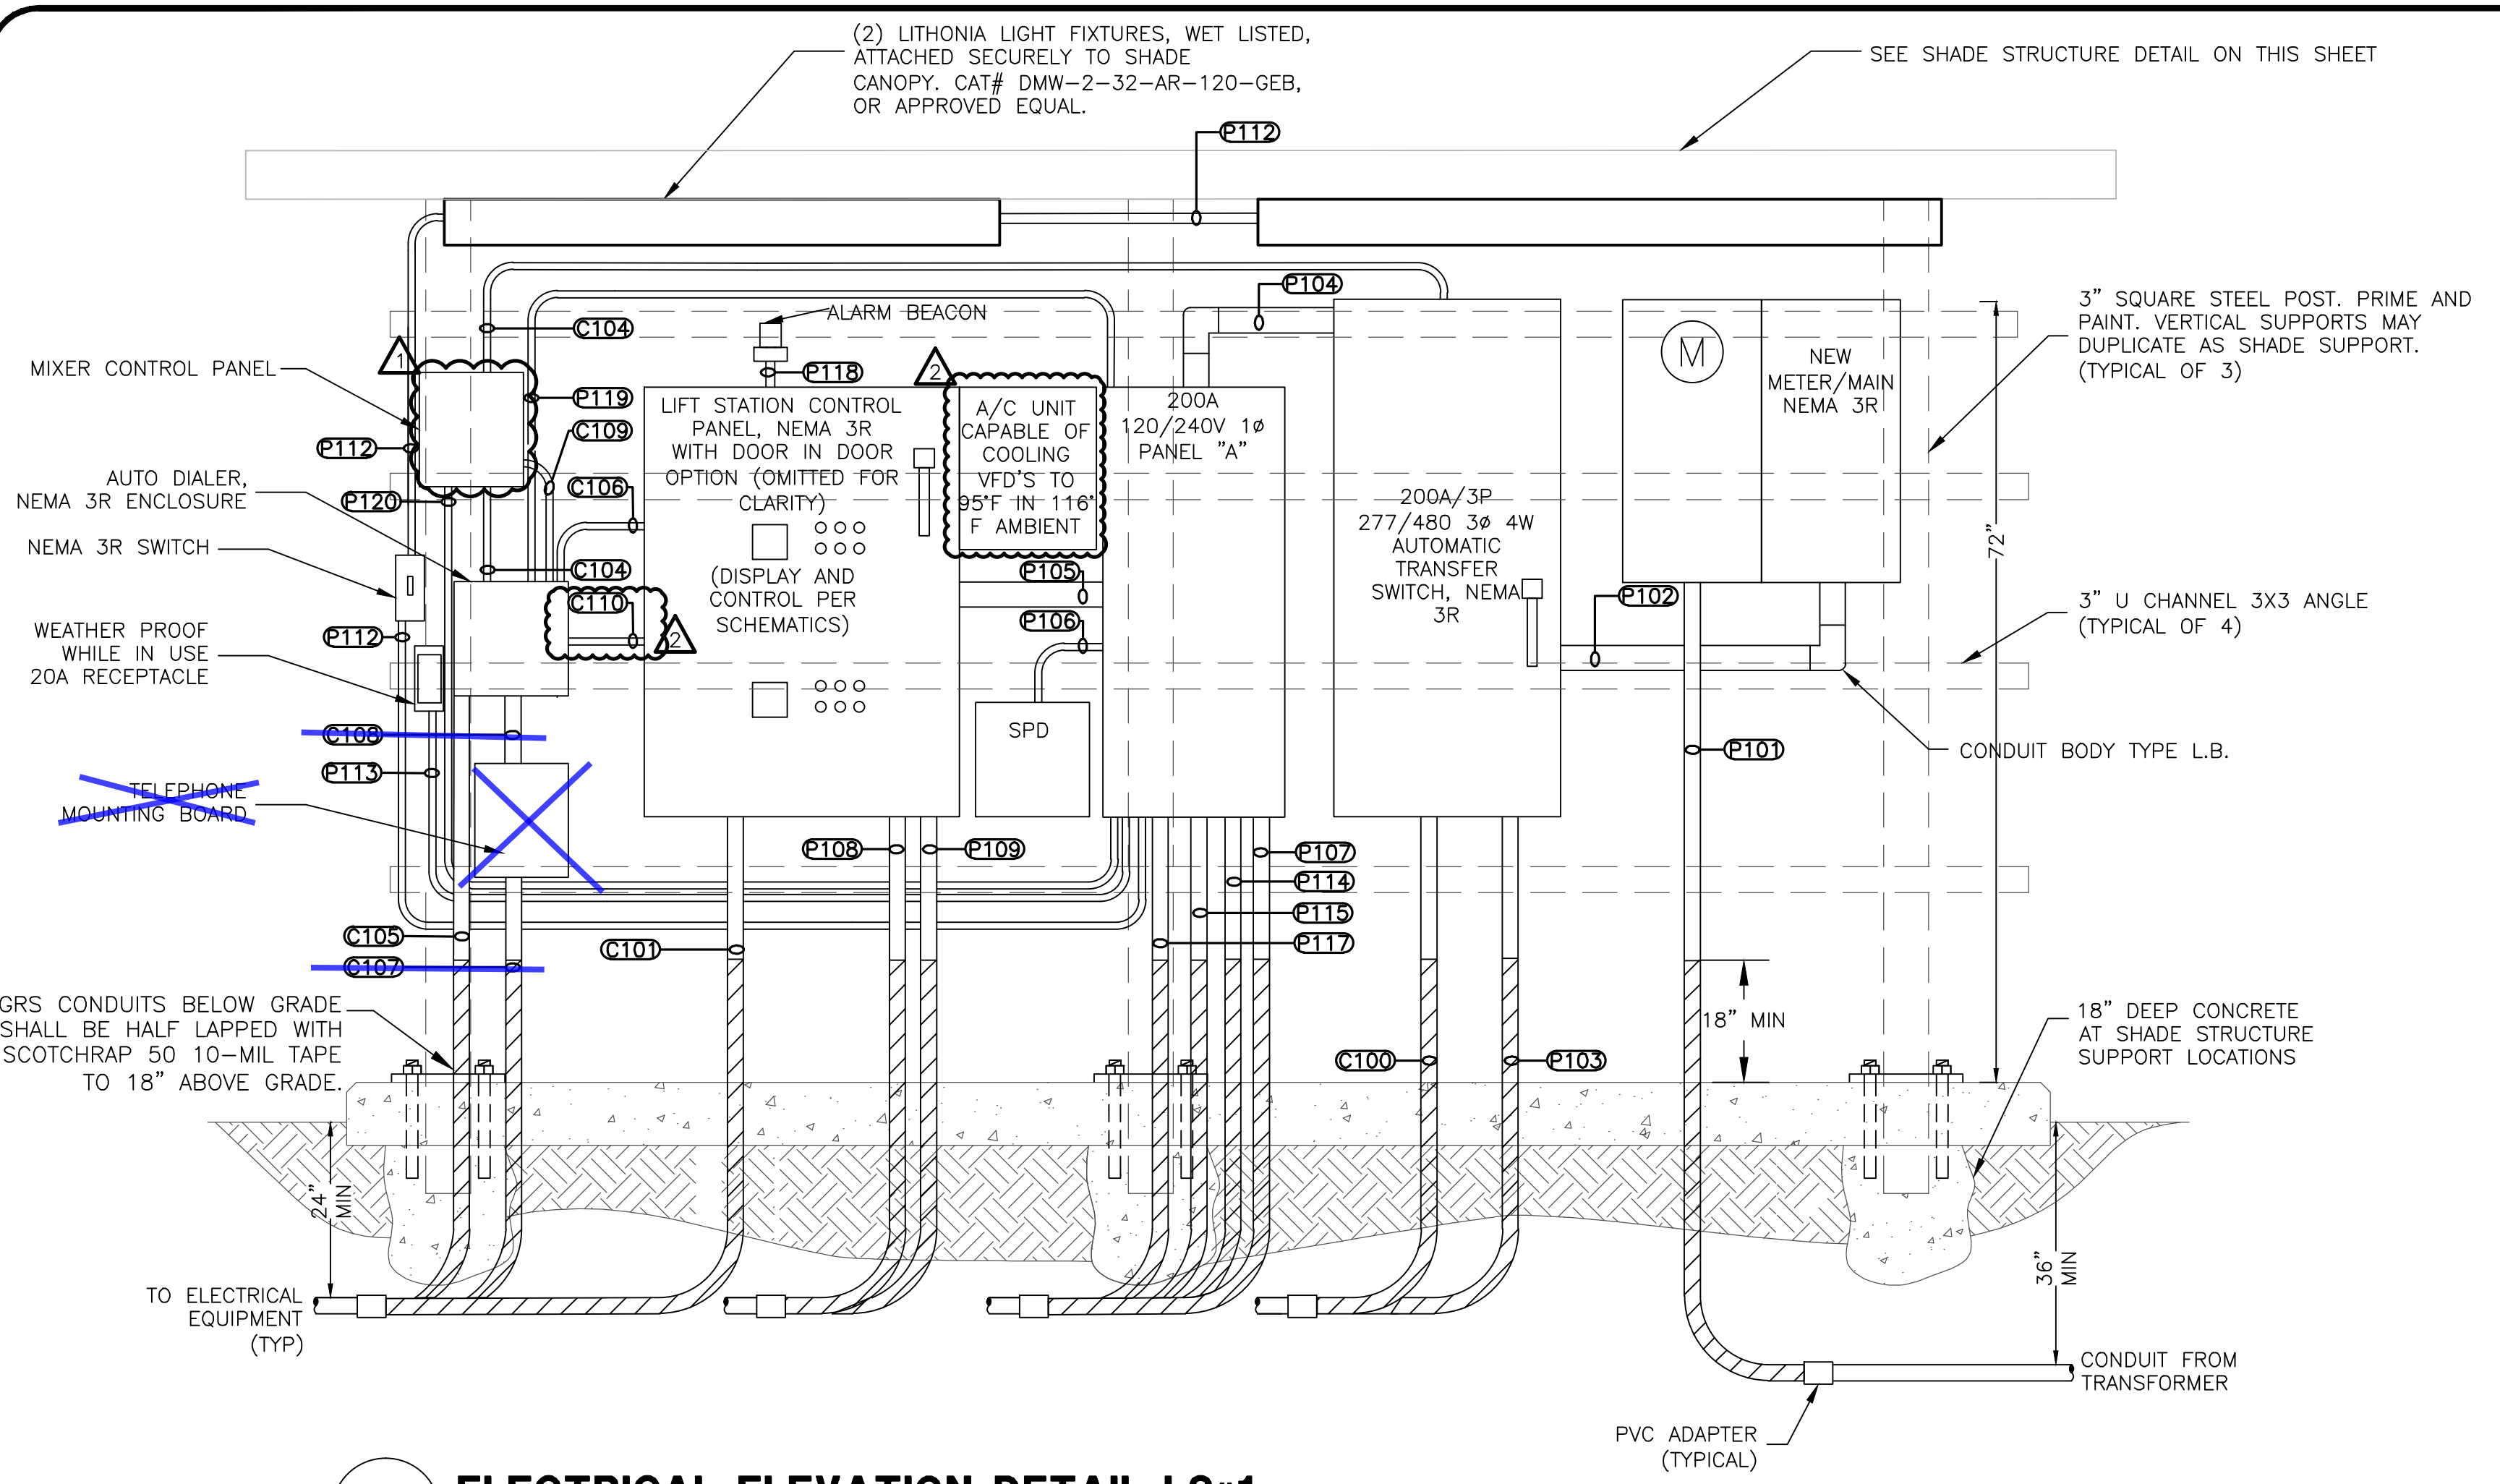 (2) LITHONIA LIGHT FIXTURES, WET LISTED,
ATTACHED SECURELY TO SHADE
CANOPY. CAT# DMW-2-32-AR-120-GEB,
OR APPROVED EQUAL.
SEE SHADE STRUCTURE DETAIL ON THIS SHEET
P112
P104
ALARM BEACON
C104
3" SQUARE STEEL POST. PRIME AND
PAINT. VERTICAL SUPPORTS MAY
DUPLICATE AS SHADE SUPPORT.
(TYPICAL OF 3)
MIXER CONTROL PANEL
1
P118
2
M
NEW
METER/MAIN
NEMA 3R
P119
C109
P112
LIFT STATION CONTROL
PANEL, NEMA 3R
WITH DOOR IN DOOR
OPTION (OMITTED FOR
CLARITY)
A/C UNIT
CAPABLE OF
COOLING
VFD'S TO
95°F IN 116°
F AMBIENT
200A
120/240V 1ø
PANEL "A"
AUTO DIALER,
NEMA 3R ENCLOSURE
P120
C106
200A/3P
277/480 3ø 4W
AUTOMATIC
TRANSFER
SWITCH, NEMA
3R
72"
NEMA 3R SWITCH
C104
(DISPLAY AND
CONTROL PER
SCHEMATICS)
P105
C110
2
P106
P102
3" U CHANNEL 3X3 ANGLE
(TYPICAL OF 4)
P112
WEATHER PROOF
WHILE IN USE
20A RECEPTACLE
SPD
C108
P101
CONDUIT BODY TYPE L.B.
P113
TELEPHONE
MOUNTING BOARD
P108
P109
P107
P114
P115
P117
C105
C101
C107
GRS CONDUITS BELOW GRADE
SHALL BE HALF LAPPED WITH
SCOTCHRAP 50 10-MIL TAPE
TO 18" ABOVE GRADE.
18" MIN
18" DEEP CONCRETE
AT SHADE STRUCTURE
SUPPORT LOCATIONS
C100
P103
24"
MIN
36"
MIN
TO ELECTRICAL
EQUIPMENT
(TYP)
CONDUIT FROM
TRANSFORMER
PVC ADAPTER
(TYPICAL)
ELECTRICAL ELEVATION DETAIL LS#1